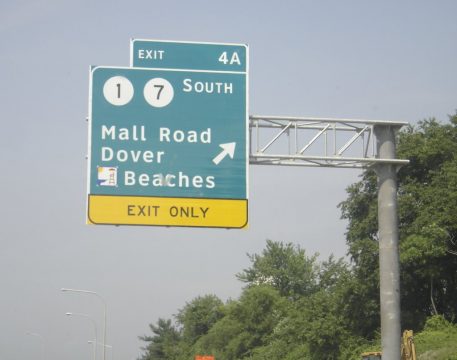 EXIT 4A
1 7 SOUTH
Mall Road
Dover
Beaches
EXIT ONLY